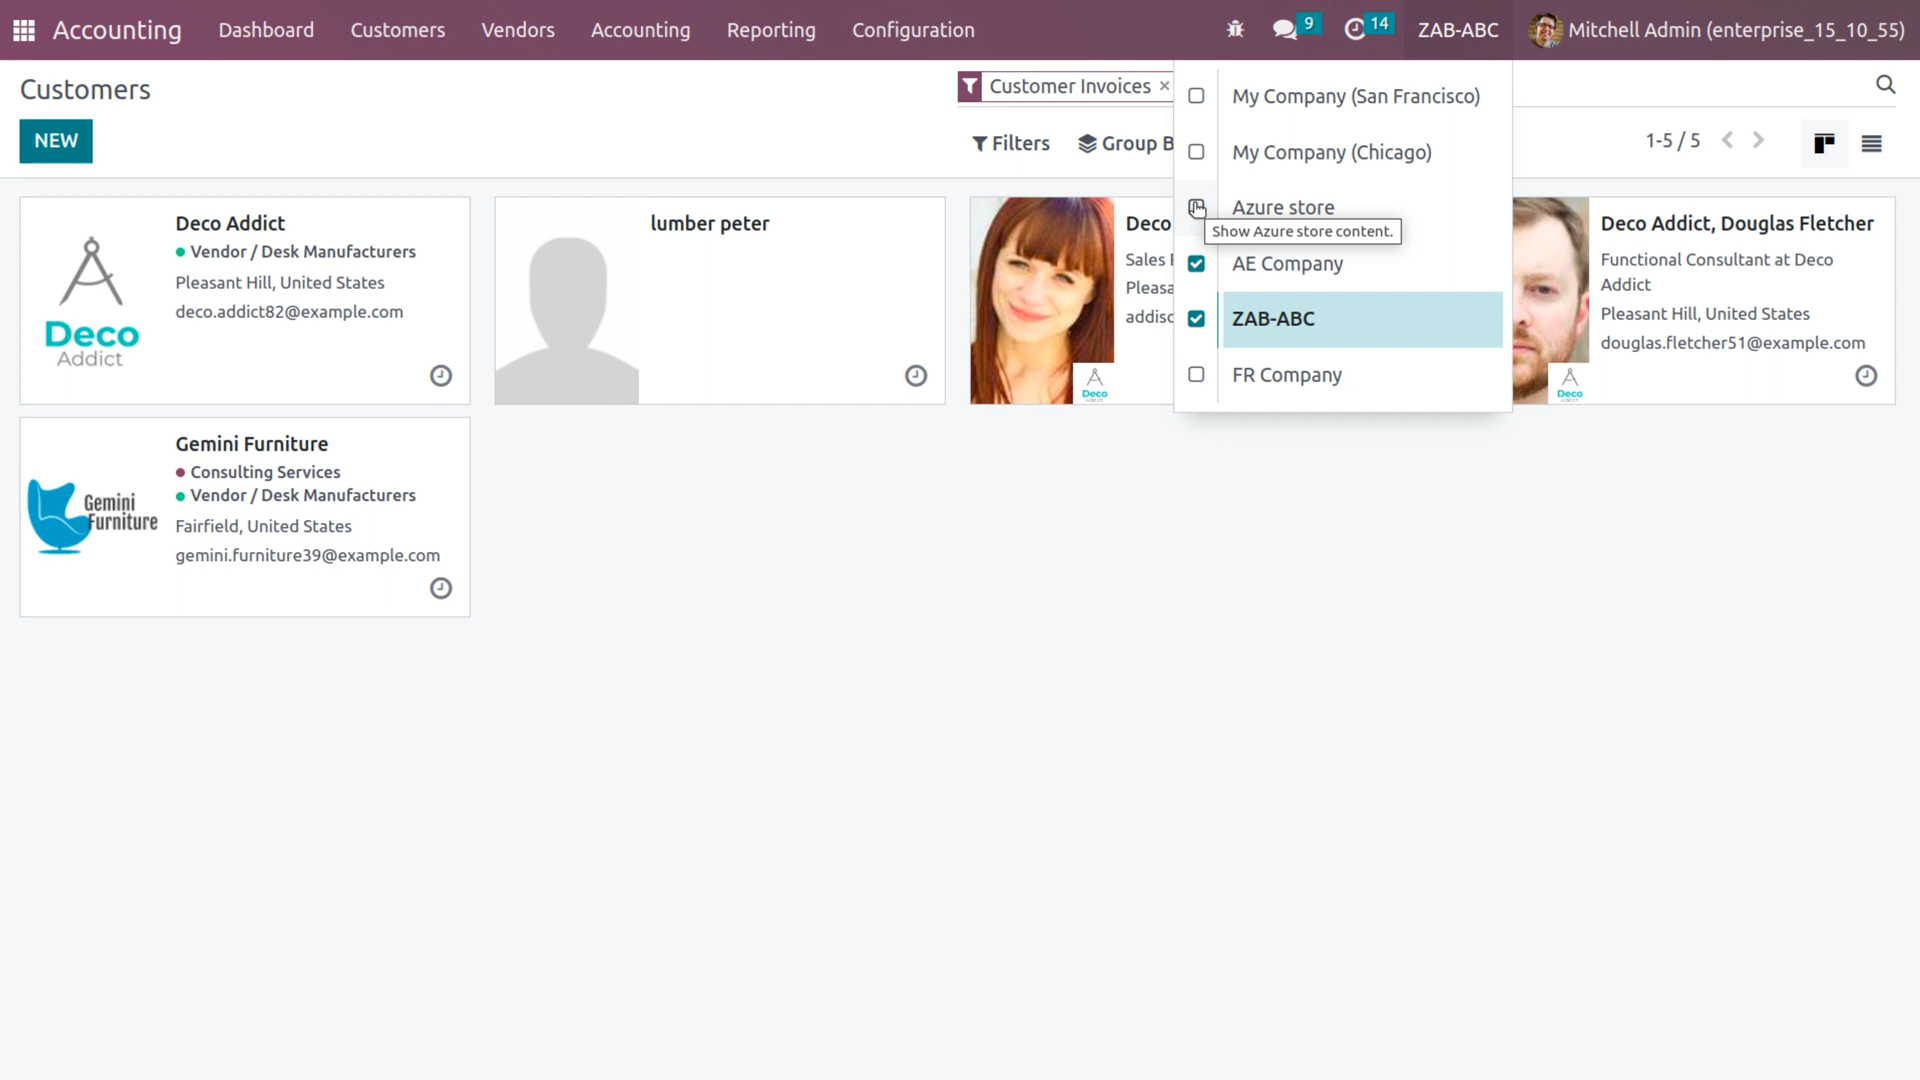 Accounting Dashboard Customers Vendors Accounting Reporting Configuration 9 14 ZAB-ABC Mitchell Admin (enterprise_15_10_55)
Customers
Customer Invoices ×
NEW
Filters Group B
1-5 / 5
My Company (San Francisco)
My Company (Chicago)
Azure store
Show Azure store content.
AE Company
ZAB-ABC
FR Company
Deco Addict
Vendor / Desk Manufacturers
Pleasant Hill, United States
deco.addict82@example.com
Deco
Addict
lumber peter
Deco
Sales
Pleasa
addisc
Deco
Deco Addict, Douglas Fletcher
Functional Consultant at Deco
Addict
Pleasant Hill, United States
douglas.fletcher51@example.com
Deco
Gemini Furniture
Consulting Services
Vendor / Desk Manufacturers
Fairfield, United States
gemini.furniture39@example.com
Gemini
Furniture